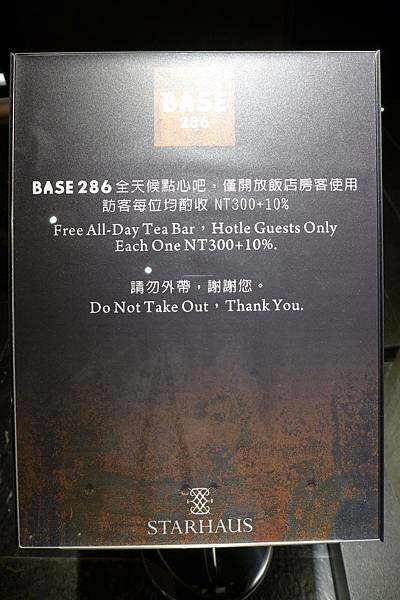 BASE
286
BASE 286 全天候點心吧，僅開放飯店房客使用
訪客每位均酌收 NT300+10%
Free All-Day Tea Bar，Hotle Guests Only
Each One NT300+10%.
請勿外帶，謝謝您。
Do Not Take Out，Thank You.
STARHAUS